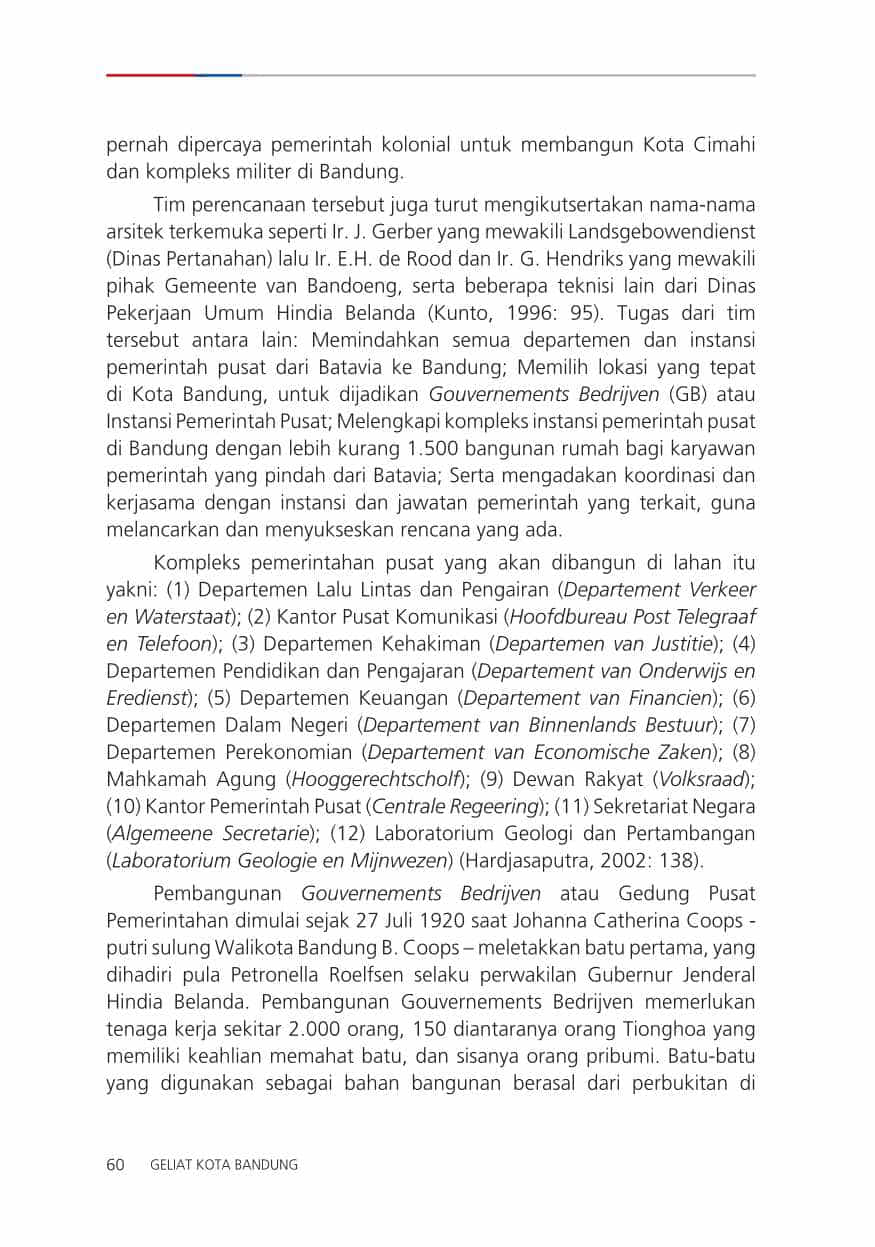 pernah dipercaya pemerintah kolonial untuk membangun Kota Cimahi
dan kompleks militer di Bandung.
Tim perencanaan tersebut juga turut mengikutsertakan nama-nama
arsitek terkemuka seperti Ir. J. Gerber yang mewakili Landsgebowendienst
(Dinas Pertanahan) lalu Ir. E.H. de Rood dan Ir. G. Hendriks yang mewakili
pihak Gemeente van Bandoeng, serta beberapa teknisi lain dari Dinas
Pekerjaan Umum Hindia Belanda (Kunto, 1996: 95). Tugas dari tim
tersebut antara lain: Memindahkan semua departemen dan instansi
pemerintah pusat dari Batavia ke Bandung; Memilih lokasi yang tepat
di Kota Bandung, untuk dijadikan Gouvernements Bedrijven (GB) atau
Instansi Pemerintah Pusat; Melengkapi kompleks instansi pemerintah pusat
di Bandung dengan lebih kurang 1.500 bangunan rumah bagi karyawan
pemerintah yang pindah dari Batavia; Serta mengadakan koordinasi dan
kerjasama dengan instansi dan jawatan pemerintah yang terkait, guna
melancarkan dan menyukseskan rencana yang ada.
Kompleks pemerintahan pusat yang akan dibangun di lahan itu
yakni: (1) Departemen Lalu Lintas dan Pengairan (Departement Verkeer
en Waterstaat); (2) Kantor Pusat Komunikasi (Hoofdbureau Post Telegraaf
en Telefoon); (3) Departemen Kehakiman (Departemen van Justitie); (4)
Departemen Pendidikan dan Pengajaran (Departement van Onderwijs en
Eredienst); (5) Departemen Keuangan (Departement van Financien); (6)
Departemen Dalam Negeri (Departement van Binnenlands Bestuur); (7)
Departemen Perekonomian (Departement van Economische Zaken); (8)
Mahkamah Agung (Hooggerechtscholf); (9) Dewan Rakyat (Volksraad);
(10) Kantor Pemerintah Pusat (Centrale Regeering); (11) Sekretariat Negara
(Algemeene Secretarie); (12) Laboratorium Geologi dan Pertambangan
(Laboratorium Geologie en Mijnwezen) (Hardjasaputra, 2002: 138).
Pembangunan Gouvernements Bedrijven atau Gedung Pusat
Pemerintahan dimulai sejak 27 Juli 1920 saat Johanna Catherina Coops -
putri sulung Walikota Bandung B. Coops – meletakkan batu pertama, yang
dihadiri pula Petronella Roelfsen selaku perwakilan Gubernur Jenderal
Hindia Belanda. Pembangunan Gouvernements Bedrijven memerlukan
tenaga kerja sekitar 2.000 orang, 150 diantaranya orang Tionghoa yang
memiliki keahlian memahat batu, dan sisanya orang pribumi. Batu-batu
yang digunakan sebagai bahan bangunan berasal dari perbukitan di
60 GELIAT KOTA BANDUNG